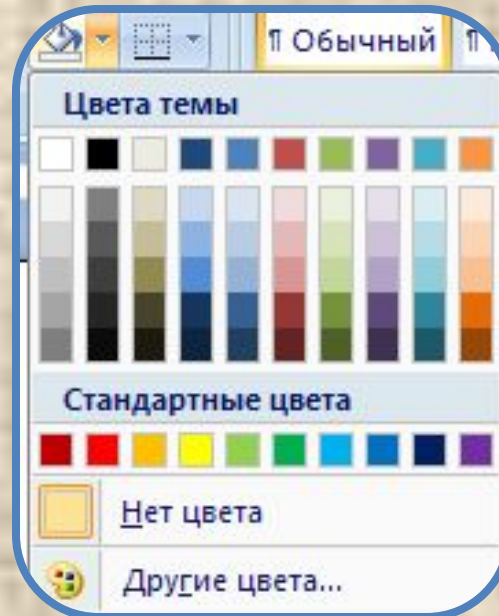 ¶ Обычный ¶
Цвета темы
Стандартные цвета
Нет цвета
Другие цвета...